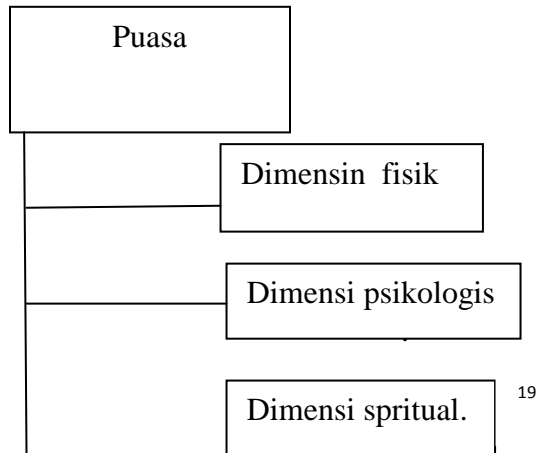 Puasa
Dimensin fisik
Dimensi psikologis
Dimensi spritual.
19